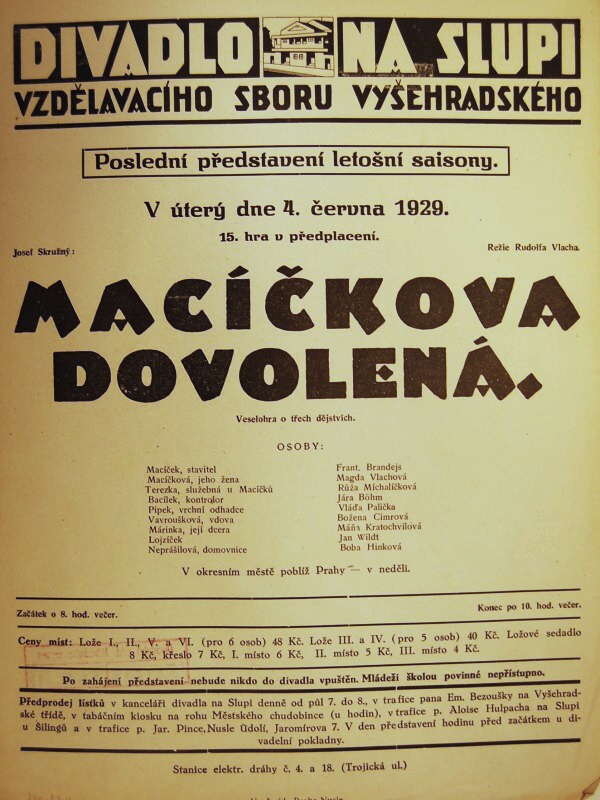 DIVADLO NA SLUPI
VZDĚLAVACÍHO SBORU VYŠEHRADSKÉHO
Poslední představení letošní saisony.
V úterý dne 4. června 1929.
15. hra v předplacení.
Josef Skružný:
Režie Rudolfa Vlacha.
MACÍČKOVA
DOVOLENÁ.
Veselohra o třech dějstvích.
OSOBY:
Macíček, stavitel Frant. Brandejs
Macíčková, jeho žena Magda Vlachová
Terezka, služebná u Macíčků Růža Michalíčková
Bacílek, kontrolor Jára Böhm
Pipek, vrchní odhadce Vláďa Palička
Vavroušková, vdova Božena Cimrová
Márinka, její dcera Máňa Kratochvílová
Lojzíček Jan Wildt
Neprášilová, domovnice Boba Hinková
V okresním městě poblíž Prahy — v neděli.
Začátek o 8. hod. večer.
Konec po 10. hod. večer.
Ceny míst: Lože I., II., V. a VI. (pro 6 osob) 48 Kč. Lože III. a IV. (pro 5 osob) 40 Kč. Ložové sedadlo
8 Kč, křeslo 7 Kč, I. místo 6 Kč, II. místo 5 Kč, III. místo 4 Kč.
Po zahájení představení nebude nikdo do divadla vpuštěn. Mládeži školou povinné nepřístupno.
Předprodej lístků v kanceláři divadla na Slupi denně od půl 7. do 8., v trafice pana Em. Bezoušky na Vyšehrad-
ské třídě, v tabáčním kiosku na rohu Městského chudobince (u hodin), v trafice p. Aloise Hulpacha na Slupi
u Šilingů a v trafice p. Jar. Pince, Nusle Údolí, Jaromírova 7. V den představení hodinu před začátkem u di-
vadelní pokladny.
Stanice elektr. dráhy č. 4. a 18. (Trojická ul.)